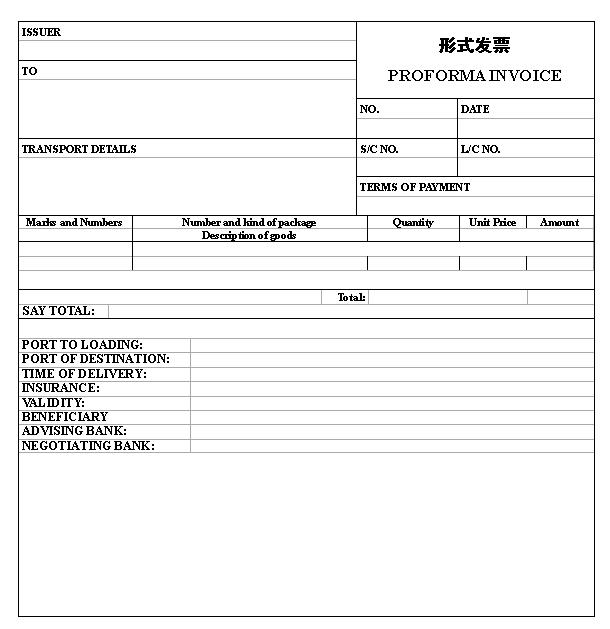 ISSUER
形式发票
PROFORMA INVOICE
TO
NO.
DATE
TRANSPORT DETAILS
S/C NO.
L/C NO.
TERMS OF PAYMENT
Marks and Numbers
Number and kind of package
Description of goods
Quantity
Unit Price
Amount
Total:
SAY TOTAL:
PORT TO LOADING:
PORT OF DESTINATION:
TIME OF DELIVERY:
INSURANCE:
VALIDITY:
BENEFICIARY
ADVISING BANK:
NEGOTIATING BANK: